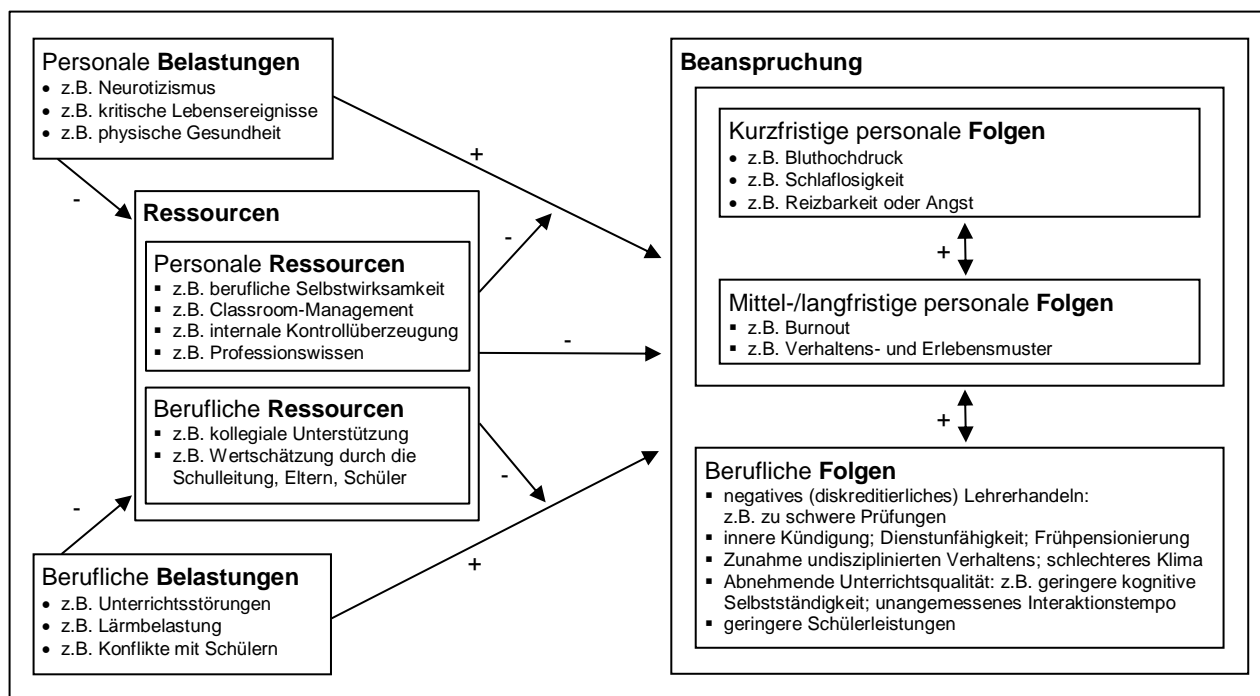 Personale Belastungen
• z.B. Neurotizismus
• z.B. kritische Lebensereignisse
• z.B. physische Gesundheit
-
Ressourcen
Personale Ressourcen
▪ z.B. berufliche Selbstwirksamkeit
▪ z.B. Classroom-Management
▪ z.B. internale Kontrollüberzeugung
▪ z.B. Professionswissen
Berufliche Ressourcen
▪ z.B. kollegiale Unterstützung
▪ z.B. Wertschätzung durch die
Schulleitung, Eltern, Schüler
-
Berufliche Belastungen
• z.B. Unterrichtsstörungen
• z.B. Lärmbelastung
• z.B. Konflikte mit Schülern
+
-
-
-
+
Beanspruchung
Kurzfristige personale Folgen
• z.B. Bluthochdruck
• z.B. Schlaflosigkeit
• z.B. Reizbarkeit oder Angst
+
Mittel-/langfristige personale Folgen
▪ z.B. Burnout
▪ z.B. Verhaltens- und Erlebensmuster
+
Berufliche Folgen
▪ negatives (diskreditierliches) Lehrerhandeln:
z.B. zu schwere Prüfungen
▪ innere Kündigung; Dienstunfähigkeit; Frühpensionierung
▪ Zunahme undisziplinierten Verhaltens; schlechteres Klima
▪ Abnehmende Unterrichtsqualität: z.B. geringere kognitive
Selbstständigkeit; unangemessenes Interaktionstempo
▪ geringere Schülerleistungen